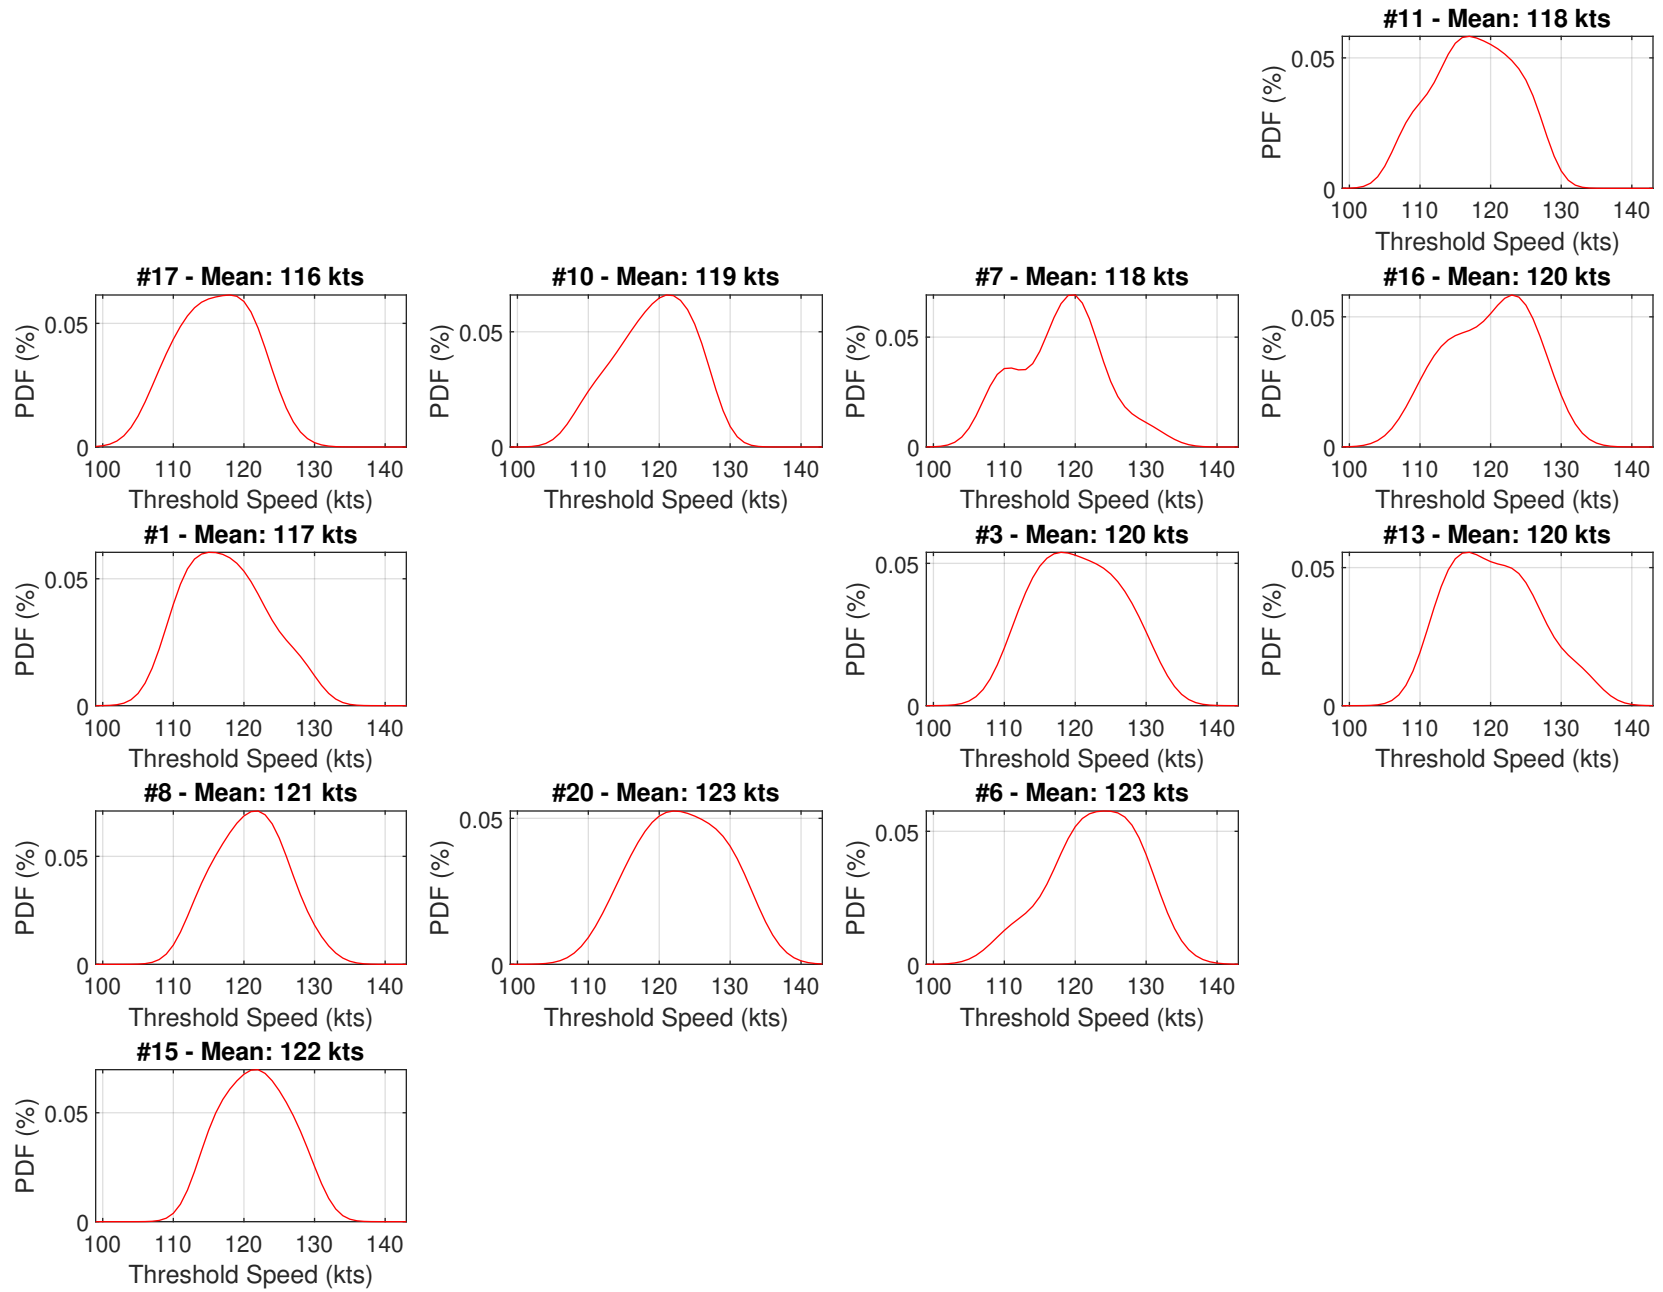 #11 - Mean: 118 kts
PDF (%)
0.05
0
100 110 120 130 140
Threshold Speed (kts)
#17 - Mean: 116 kts
PDF (%)
0.05
0
100 110 120 130 140
Threshold Speed (kts)
#10 - Mean: 119 kts
PDF (%)
0.05
0
100 110 120 130 140
Threshold Speed (kts)
#7 - Mean: 118 kts
PDF (%)
0.05
0
100 110 120 130 140
Threshold Speed (kts)
#16 - Mean: 120 kts
PDF (%)
0.05
0
100 110 120 130 140
Threshold Speed (kts)
#1 - Mean: 117 kts
PDF (%)
0.05
0
100 110 120 130 140
Threshold Speed (kts)
#3 - Mean: 120 kts
PDF (%)
0.05
0
100 110 120 130 140
Threshold Speed (kts)
#13 - Mean: 120 kts
PDF (%)
0.05
0
100 110 120 130 140
Threshold Speed (kts)
#8 - Mean: 121 kts
PDF (%)
0.05
0
100 110 120 130 140
Threshold Speed (kts)
#20 - Mean: 123 kts
PDF (%)
0.05
0
100 110 120 130 140
Threshold Speed (kts)
#6 - Mean: 123 kts
PDF (%)
0.05
0
100 110 120 130 140
Threshold Speed (kts)
#15 - Mean: 122 kts
PDF (%)
0.05
0
100 110 120 130 140
Threshold Speed (kts)